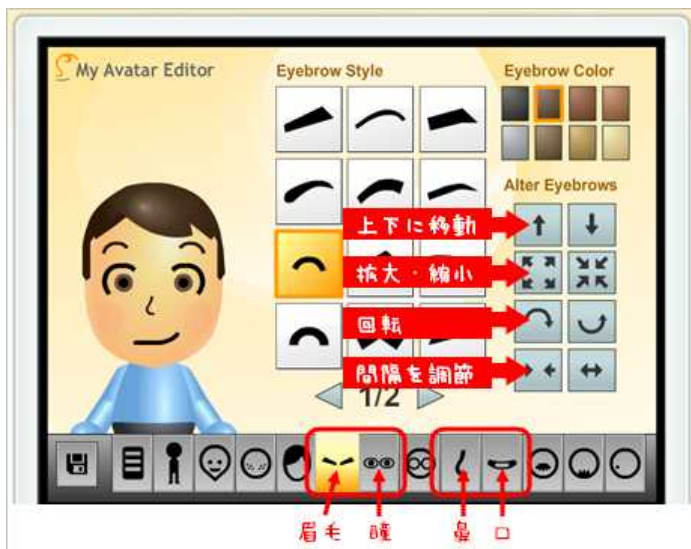 My Avatar Editor
Eyebrow Style
Eyebrow Color
Alter Eyebrows
上下に移動
拡大・縮小
回転
間隔を調節
1/2
眉毛 瞳 鼻 口